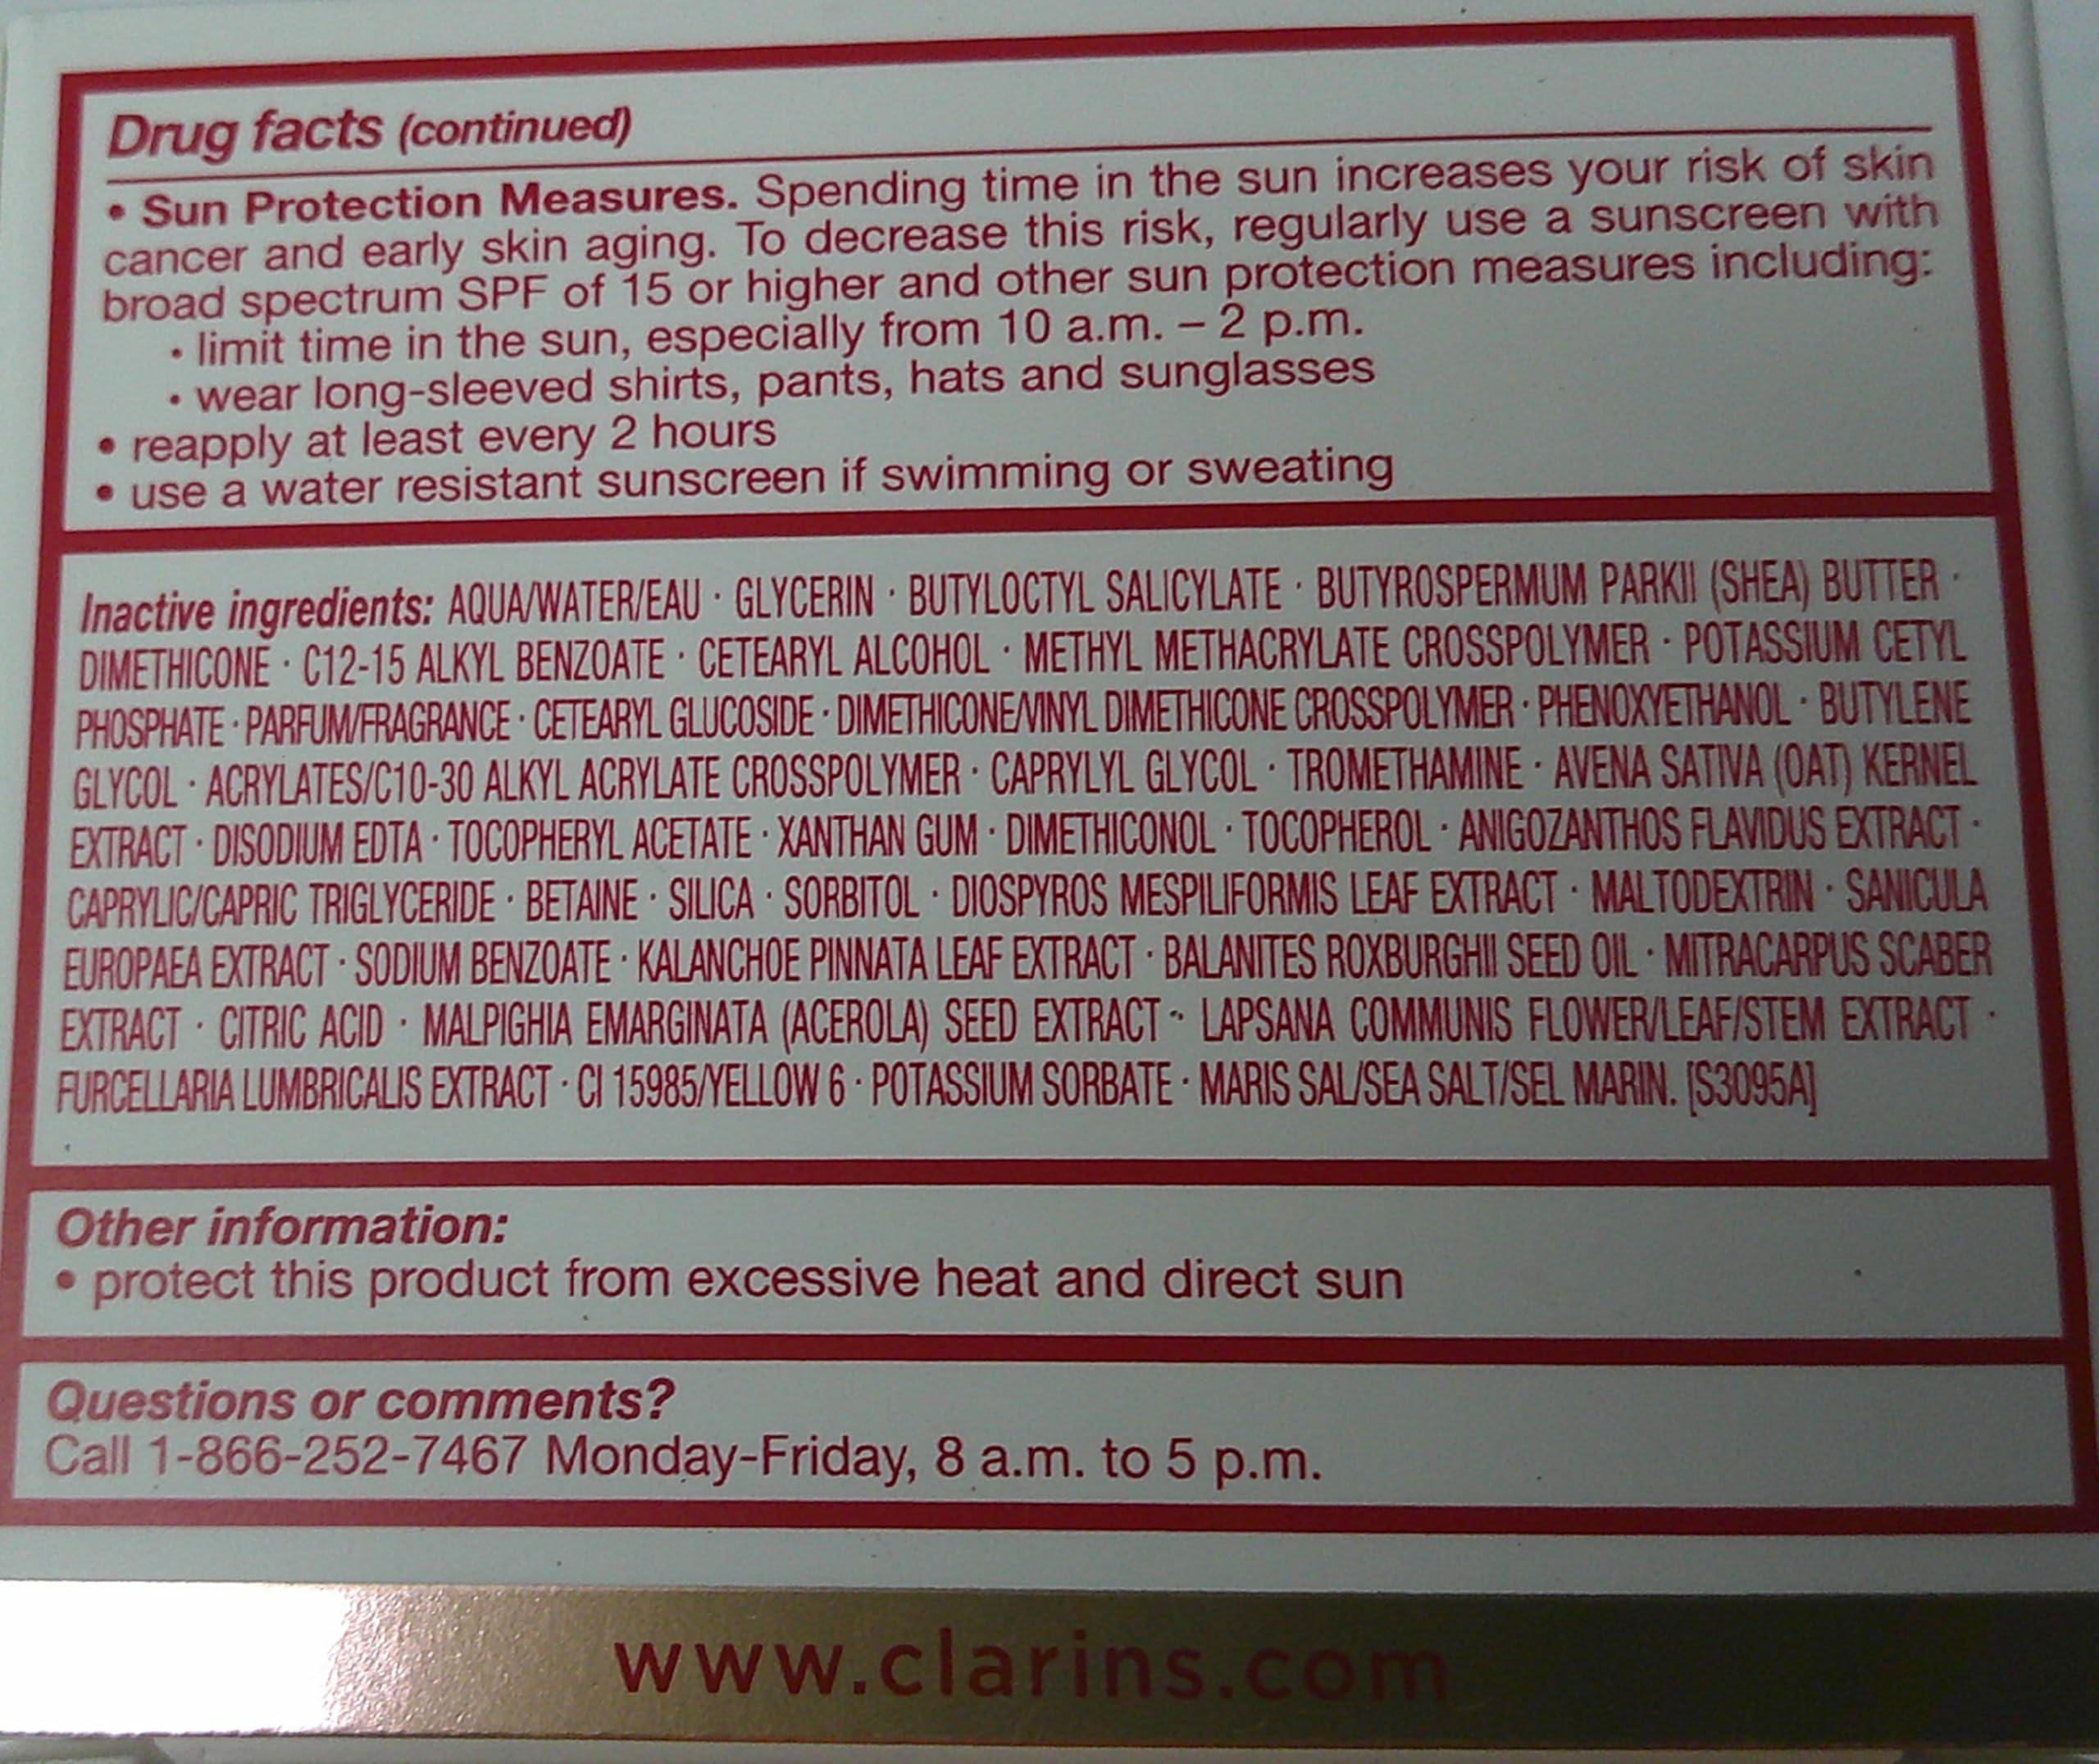 Drug facts (continued)
• Sun Protection Measures. Spending time in the sun increases your risk of skin
cancer and early skin aging. To decrease this risk, regularly use a sunscreen with
broad spectrum SPF of 15 or higher and other sun protection measures including:
• limit time in the sun, especially from 10 a.m. – 2 p.m.
• wear long-sleeved shirts, pants, hats and sunglasses
• reapply at least every 2 hours
• use a water resistant sunscreen if swimming or sweating
Inactive ingredients: AQUA/WATER/EAU · GLYCERIN · BUTYLOCTYL SALICYLATE · BUTYROSPERMUM PARKII (SHEA) BUTTER ·
DIMETHICONE · C12-15 ALKYL BENZOATE · CETEARYL ALCOHOL · METHYL METHACRYLATE CROSSPOLYMER · POTASSIUM CETYL
PHOSPHATE · PARFUM/FRAGRANCE · CETEARYL GLUCOSIDE · DIMETHICONE/VINYL DIMETHICONE CROSSPOLYMER · PHENOXYETHANOL · BUTYLENE
GLYCOL · ACRYLATES/C10-30 ALKYL ACRYLATE CROSSPOLYMER · CAPRYLYL GLYCOL · TROMETHAMINE · AVENA SATIVA (OAT) KERNEL
EXTRACT · DISODIUM EDTA · TOCOPHERYL ACETATE · XANTHAN GUM · DIMETHICONOL · TOCOPHEROL · ANIGOZANTHOS FLAVIDUS EXTRACT ·
CAPRYLIC/CAPRIC TRIGLYCERIDE · BETAINE · SILICA · SORBITOL · DIOSPYROS MESPILIFORMIS LEAF EXTRACT · MALTODEXTRIN · SANICULA
EUROPAEA EXTRACT · SODIUM BENZOATE · KALANCHOE PINNATA LEAF EXTRACT · BALANITES ROXBURGHII SEED OIL · MITRACARPUS SCABER
EXTRACT · CITRIC ACID · MALPIGHIA EMARGINATA (ACEROLA) SEED EXTRACT · LAPSANA COMMUNIS FLOWER/LEAF/STEM EXTRACT ·
FURCELLARIA LUMBRICALIS EXTRACT · CI 15985/YELLOW 6 · POTASSIUM SORBATE · MARIS SAL/SEA SALT/SEL MARIN. [S3095A]
Other information:
• protect this product from excessive heat and direct sun
Questions or comments?
Call 1-866-252-7467 Monday-Friday, 8 a.m. to 5 p.m.
www.clarins.com